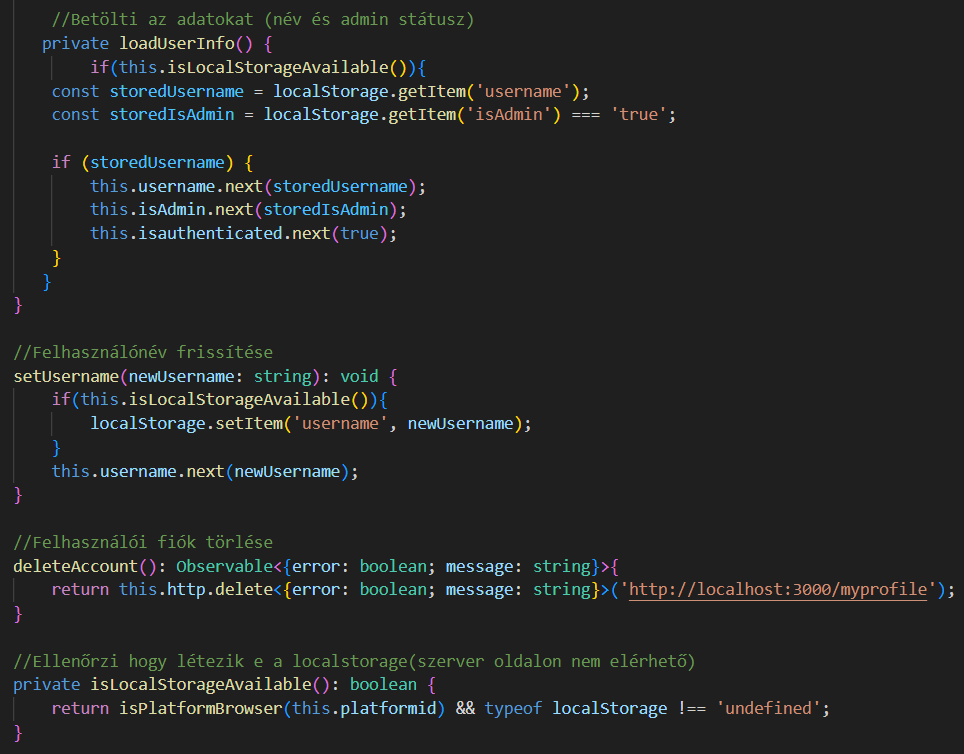 //Betölti az adatokat (név és admin státusz)
private loadUserInfo() {
if(this.isLocalStorageAvailable()){
const storedUsername = localStorage.getItem('username');
const storedIsAdmin = localStorage.getItem('isAdmin') === 'true';
if (storedUsername) {
this.username.next(storedUsername);
this.isAdmin.next(storedIsAdmin);
this.isauthenticated.next(true);
}
}
}
//Felhasználónév frissítése
setUsername(newUsername: string): void {
if(this.isLocalStorageAvailable()){
localStorage.setItem('username', newUsername);
}
this.username.next(newUsername);
}
//Felhasználói fiók törlése
deleteAccount(): Observable<{error: boolean; message: string}>{
return this.http.delete<{error: boolean; message: string}>('http://localhost:3000/myprofile');
}
//Ellenőrzi hogy létezik e a localstorage(szerver oldalon nem elérhető)
private isLocalStorageAvailable(): boolean {
return isPlatformBrowser(this.platformid) && typeof localStorage !== 'undefined';
}